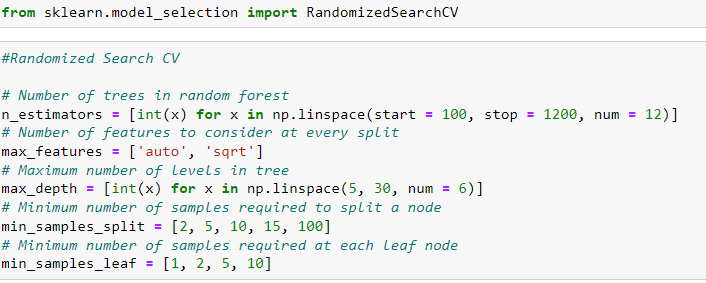 from sklearn.model_selection import RandomizedSearchCV
#Randomized Search CV
# Number of trees in random forest
n_estimators = [int(x) for x in np.linspace(start = 100, stop = 1200, num = 12)]
# Number of features to consider at every split
max_features = ['auto', 'sqrt']
# Maximum number of levels in tree
max_depth = [int(x) for x in np.linspace(5, 30, num = 6)]
# Minimum number of samples required to split a node
min_samples_split = [2, 5, 10, 15, 100]
# Minimum number of samples required at each leaf node
min_samples_leaf = [1, 2, 5, 10]